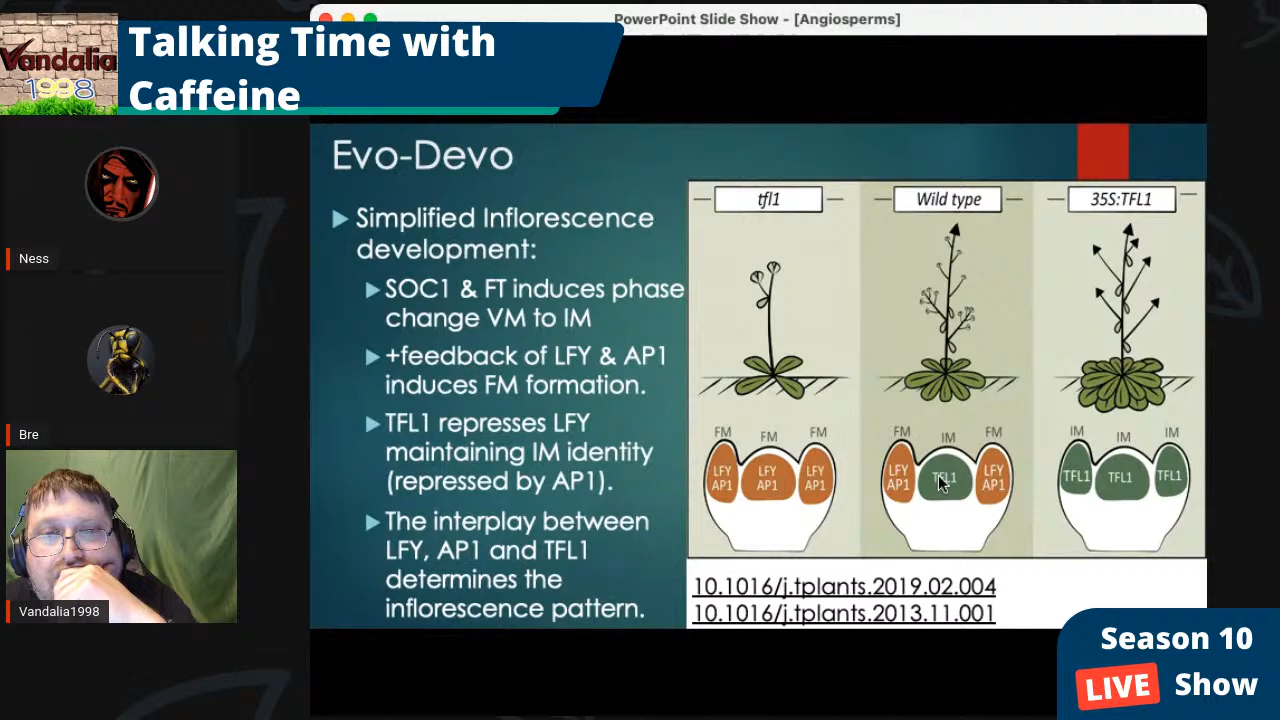 PowerPoint Slide Show - [Angiosperms]
Talking Time with
Caffeine
Vandalia
1998
Ness
Bre
Vandalia1998
Evo-Devo
Simplified Inflorescence
development:
SOC1 & FT induces phase
change VM to IM
+feedback of LFY & AP1
induces FM formation.
TFL1 represses LFY
maintaining IM identity
(repressed by AP1).
The interplay between
LFY, AP1 and TFL1
determines the
inflorescence pattern.
tfl1
Wild type
35S:TFL1
FM FM FM
LFY LFY LFY
AP1 AP1 AP1
FM IM FM
LFY TFL1 LFY
AP1 AP1
IM IM IM
TFL1 TFL1 TFL1
10.1016/j.tplants.2019.02.004
10.1016/j.tplants.2013.11.001
Season 10
LIVE Show